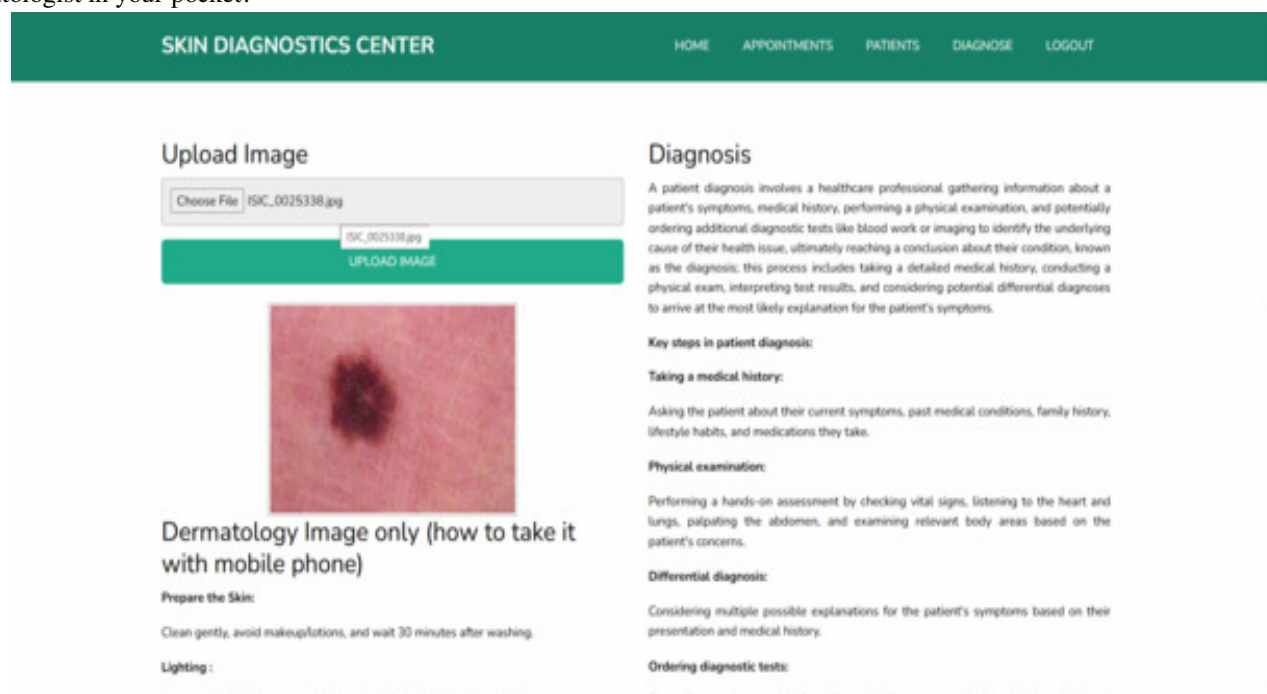 tologist in your pocket.
SKIN DIAGNOSTICS CENTER
HOME APPOINTMENTS PATIENTS DIAGNOSE LOGOUT
Upload Image
Choose File ISIC_0025338.jpg
ISIC_0025338.jpg
UPLOAD IMAGE
Dermatology Image only (how to take it
with mobile phone)
Prepare the Skin:
Clean gently, avoid makeup/lotions, and wait 30 minutes after washing.
Lighting :
Diagnosis
A patient diagnosis involves a healthcare professional gathering information about a
patient's symptoms, medical history, performing a physical examination, and potentially
ordering additional diagnostic tests like blood work or imaging to identify the underlying
cause of their health issue, ultimately reaching a conclusion about their condition, known
as the diagnosis; this process includes taking a detailed medical history, conducting a
physical exam, interpreting test results, and considering potential differential diagnoses
to arrive at the most likely explanation for the patient's symptoms.
Key steps in patient diagnosis:
Taking a medical history:
Asking the patient about their current symptoms, past medical conditions, family history,
lifestyle habits, and medications they take.
Physical examination:
Performing a hands-on assessment by checking vital signs, listening to the heart and
lungs, palpating the abdomen, and examining relevant body areas based on the
patient's concerns.
Differential diagnosis:
Considering multiple possible explanations for the patient's symptoms based on their
presentation and medical history.
Ordering diagnostic tests: